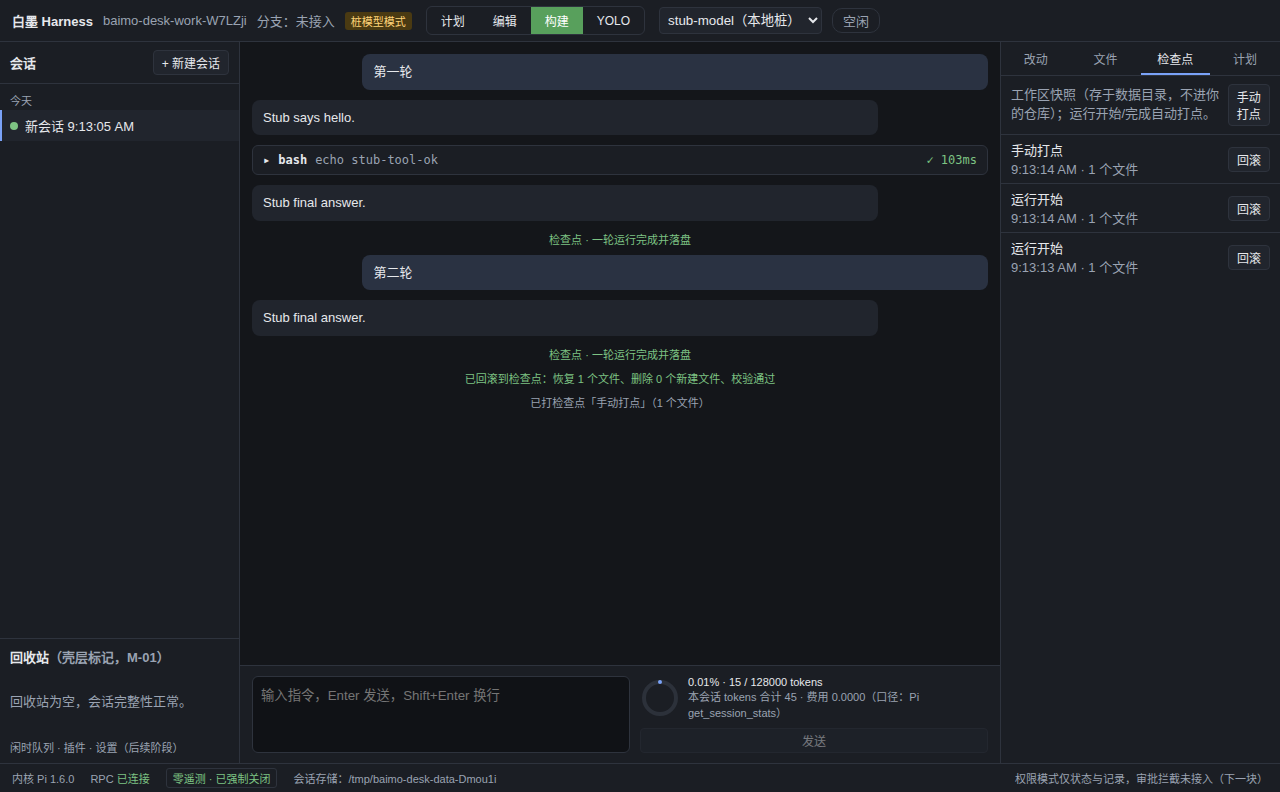 白墨 Harness baimo-desk-work-W7LZji 分支：未接入 桩模型模式 计划 编辑 构建 YOLO stub-model（本地桩） 空闲
会话 + 新建会话
今天
新会话 9:13:05 AM
回收站（壳层标记，M-01）
回收站为空，会话完整性正常。
闲时队列 · 插件 · 设置（后续阶段）
第一轮
Stub says hello.
▸ bash echo stub-tool-ok ✓ 103ms
Stub final answer.
检查点 · 一轮运行完成并落盘
第二轮
Stub final answer.
检查点 · 一轮运行完成并落盘
已回滚到检查点：恢复 1 个文件、删除 0 个新建文件、校验通过
已打检查点「手动打点」（1 个文件）
输入指令，Enter 发送，Shift+Enter 换行
0.01% · 15 / 128000 tokens
本会话 tokens 合计 45 · 费用 0.0000（口径：Pi
get_session_stats）
发送
改动 文件 检查点 计划
工作区快照（存于数据目录，不进你
的仓库）；运行开始/完成自动打点。
手动
打点
手动打点
9:13:14 AM · 1 个文件
回滚
运行开始
9:13:14 AM · 1 个文件
回滚
运行开始
9:13:13 AM · 1 个文件
回滚
内核 Pi 1.6.0 RPC 已连接 零遥测 · 已强制关闭 会话存储：/tmp/baimo-desk-data-Dmou1i 权限模式仅状态与记录，审批拦截未接入（下一块）